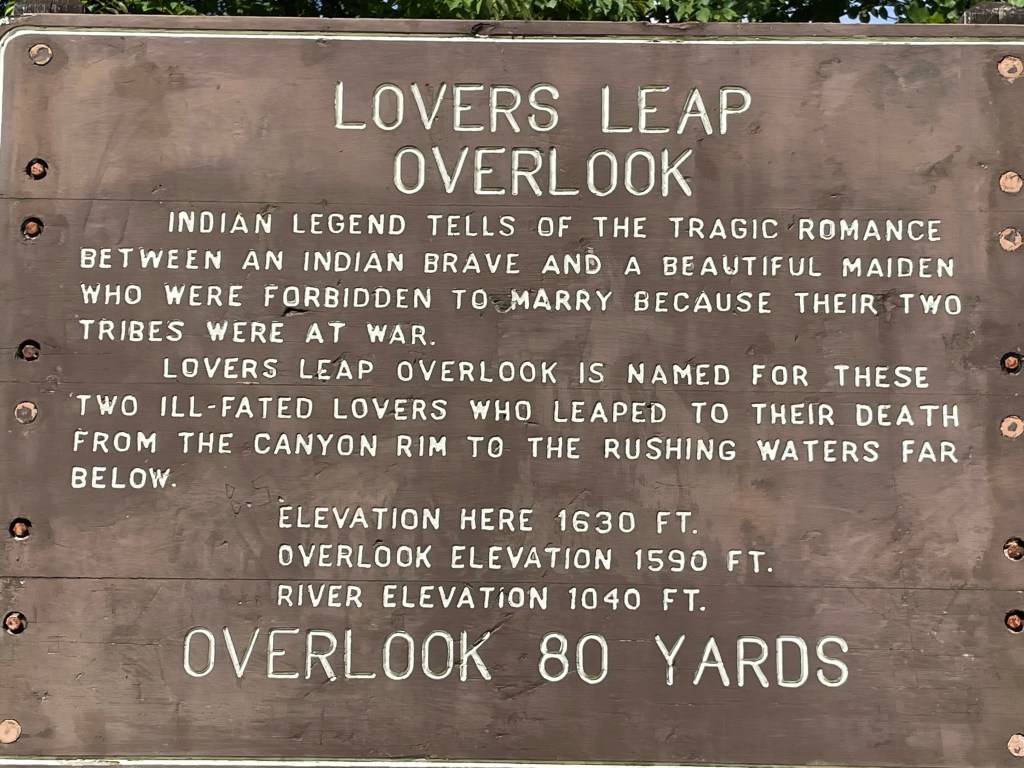 LOVERS LEAP
OVERLOOK
INDIAN LEGEND TELLS OF THE TRAGIC ROMANCE
BETWEEN AN INDIAN BRAVE AND A BEAUTIFUL MAIDEN
WHO WERE FORBIDDEN TO MARRY BECAUSE THEIR TWO
TRIBES WERE AT WAR.
LOVERS LEAP OVERLOOK IS NAMED FOR THESE
TWO ILL-FATED LOVERS WHO LEAPED TO THEIR DEATH
FROM THE CANYON RIM TO THE RUSHING WATERS FAR
BELOW.
ELEVATION HERE 1630 FT.
OVERLOOK ELEVATION 1590 FT.
RIVER ELEVATION 1040 FT.
OVERLOOK 80 YARDS